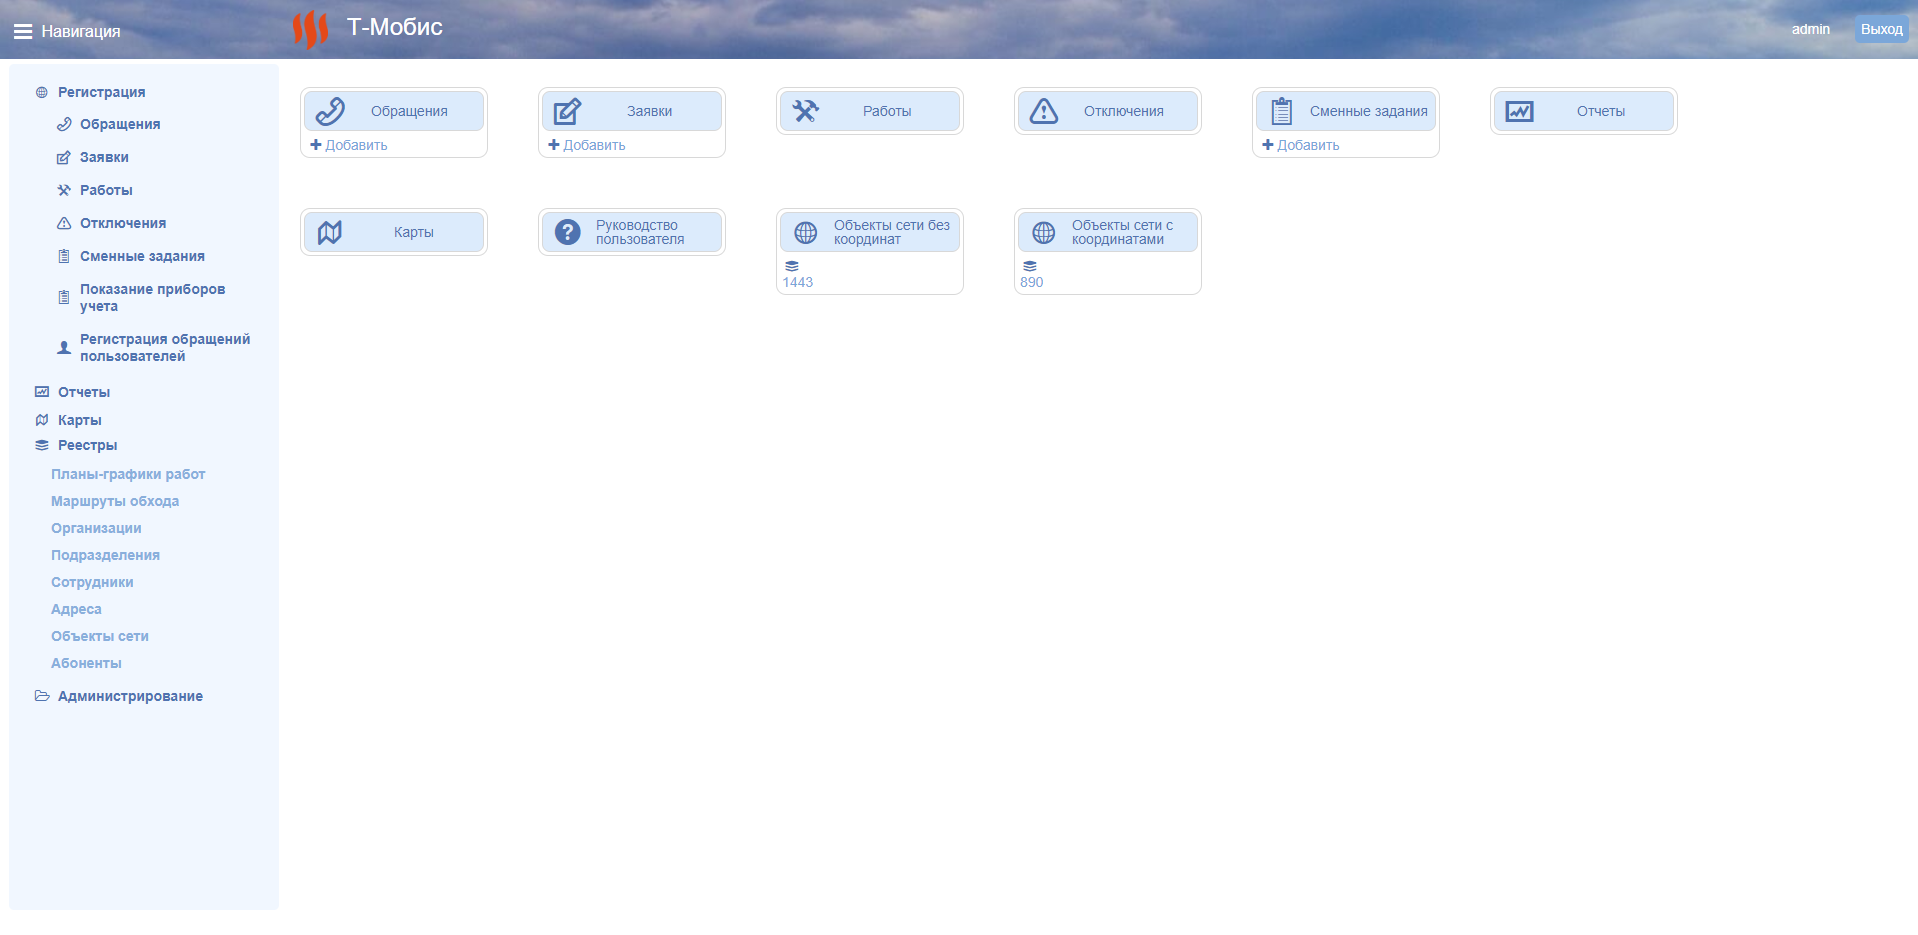 Навигация
Т-Мобис
admin
Выход
Регистрация
Обращения
Заявки
Работы
Отключения
Сменные задания
Показание приборов
учета
Регистрация обращений
пользователей
Отчеты
Карты
Реестры
Планы-графики работ
Маршруты обхода
Организации
Подразделения
Сотрудники
Адреса
Объекты сети
Абоненты
Администрирование
Обращения
Добавить
Заявки
Добавить
Работы
Отключения
Сменные задания
Добавить
Отчеты
Карты
Руководство
пользователя
Объекты сети без
координат
1443
Объекты сети с
координатами
890